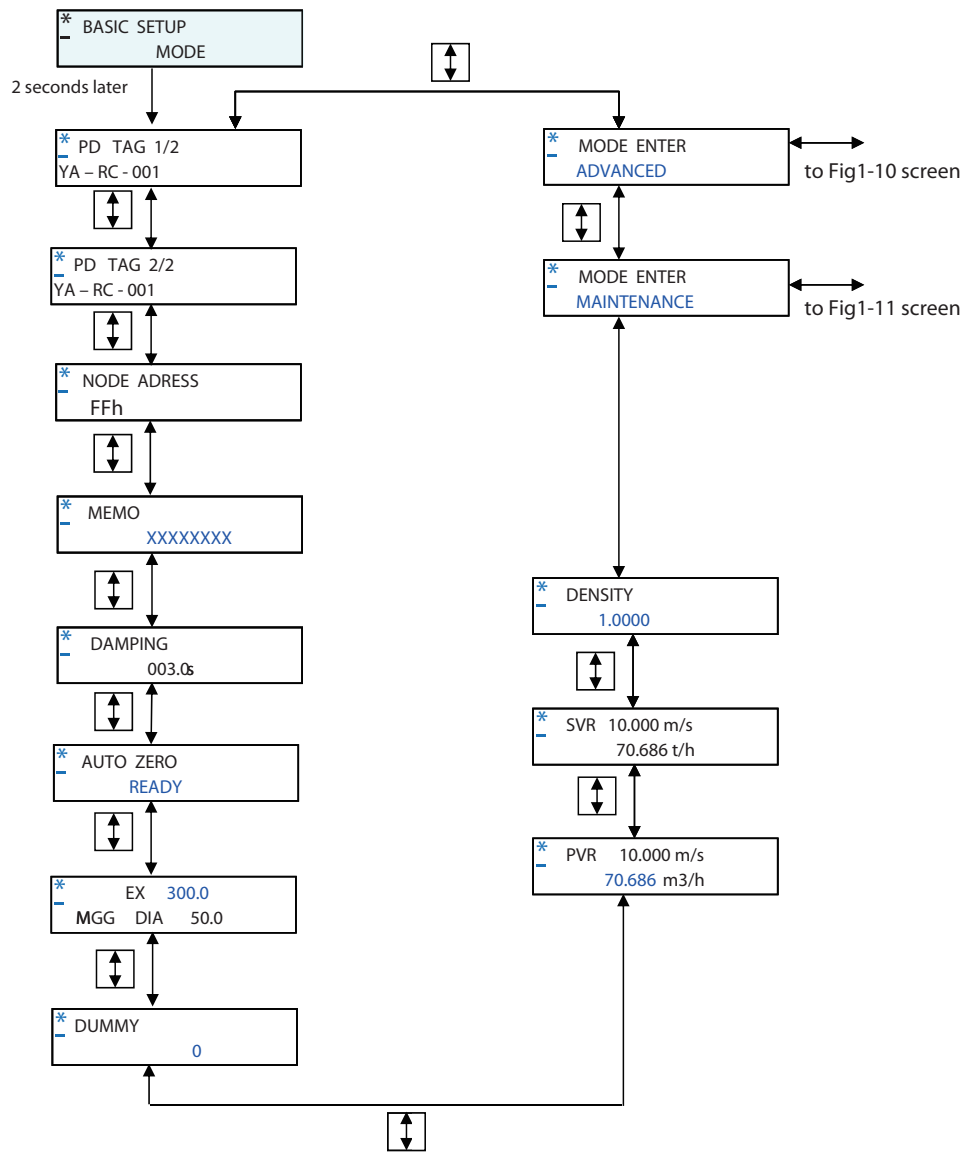 * BASIC SETUP
MODE
2 seconds later
* PD TAG 1/2
YA – RC - 001
* PD TAG 2/2
YA – RC - 001
* NODE ADRESS
FFh
* MEMO
XXXXXXXX
* DAMPING
003.0s
* AUTO ZERO
READY
* EX 300.0
MGG DIA 50.0
* DUMMY
0
* MODE ENTER
ADVANCED
to Fig1-10 screen
* MODE ENTER
MAINTENANCE
to Fig1-11 screen
* DENSITY
1.0000
* SVR 10.000 m/s
70.686 t/h
* PVR 10.000 m/s
70.686 m3/h